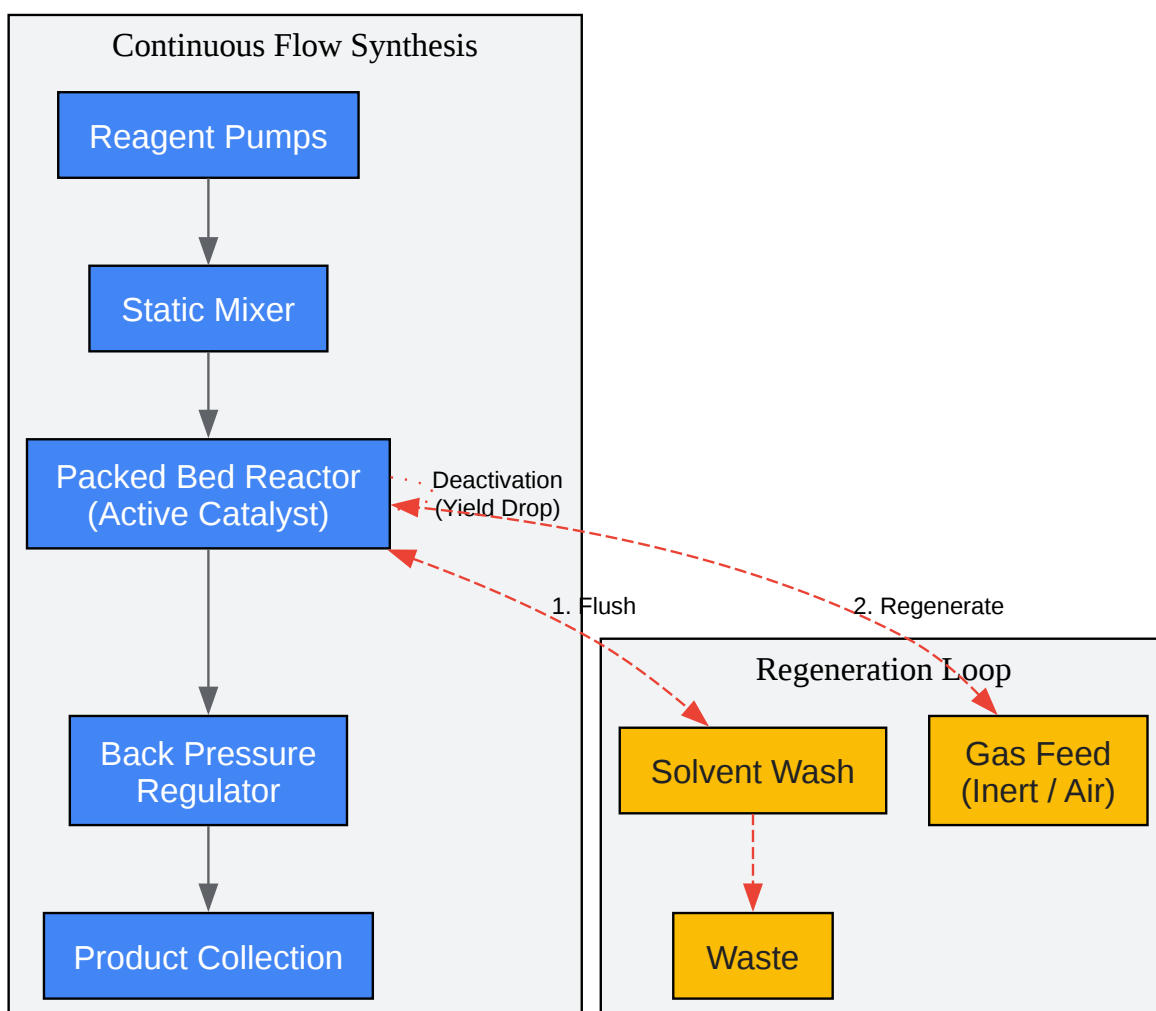 Continuous Flow Synthesis
Reagent Pumps
Static Mixer
Packed Bed Reactor
(Active Catalyst)
Deactivation
(Yield Drop)
1. Flush
2. Regenerate
Regeneration Loop
Back Pressure
Regulator
Solvent Wash
Gas Feed
(Inert / Air)
Product Collection
Waste